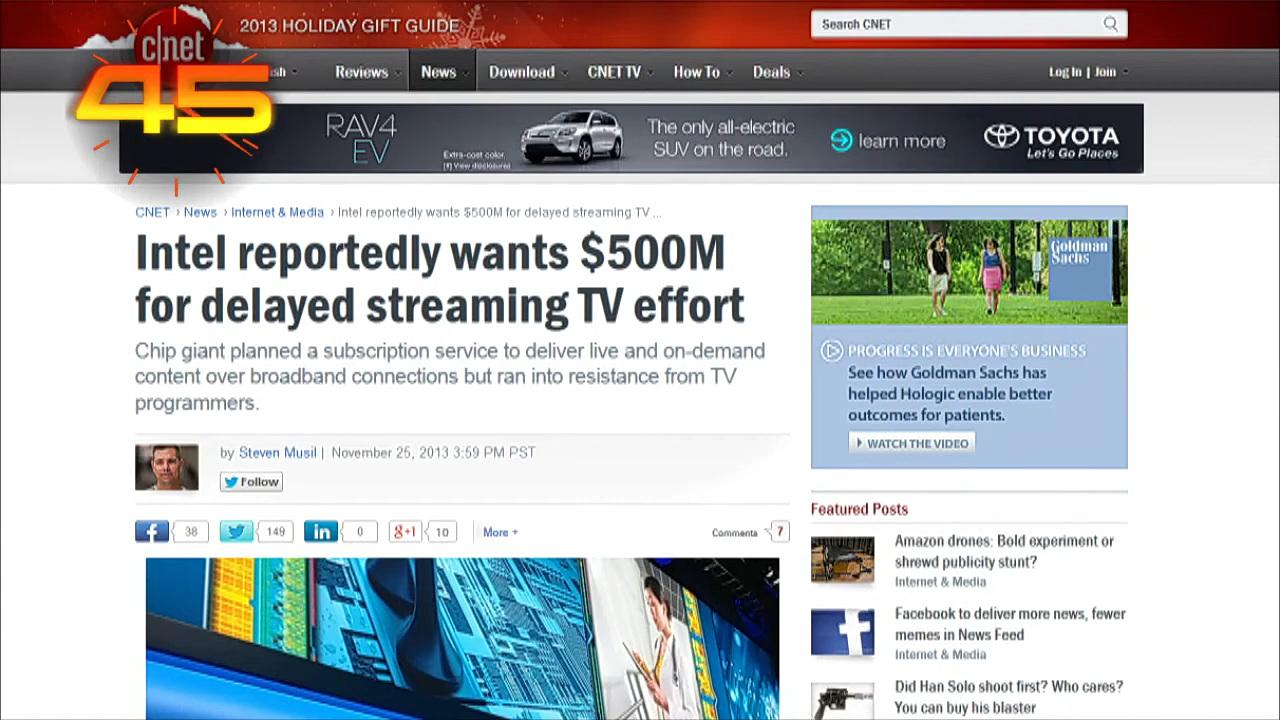 2013 HOLIDAY GIFT GUIDE
Search CNET
c|net
45
Reviews
News
Download
CNET TV
How To
Deals
Log In | Join
RAV4
EV
Extra-cost color.
[†] View disclosures
The only all-electric
SUV on the road.
learn more
TOYOTA
Let's Go Places
CNET › News › Internet & Media › Intel reportedly wants $500M for delayed streaming TV ...
Intel reportedly wants $500M
for delayed streaming TV effort
Chip giant planned a subscription service to deliver live and on-demand
content over broadband connections but ran into resistance from TV
programmers.
by Steven Musil | November 25, 2013 3:59 PM PST
Follow
38
149
in
0
g+1
10
More +
Comments
7
Goldman
Sachs
PROGRESS IS EVERYONE'S BUSINESS
See how Goldman Sachs has
helped Hologic enable better
outcomes for patients.
WATCH THE VIDEO
Featured Posts
Amazon drones: Bold experiment or
shrewd publicity stunt?
Internet & Media
Facebook to deliver more news, fewer
memes in News Feed
Internet & Media
Did Han Solo shoot first? Who cares?
You can buy his blaster